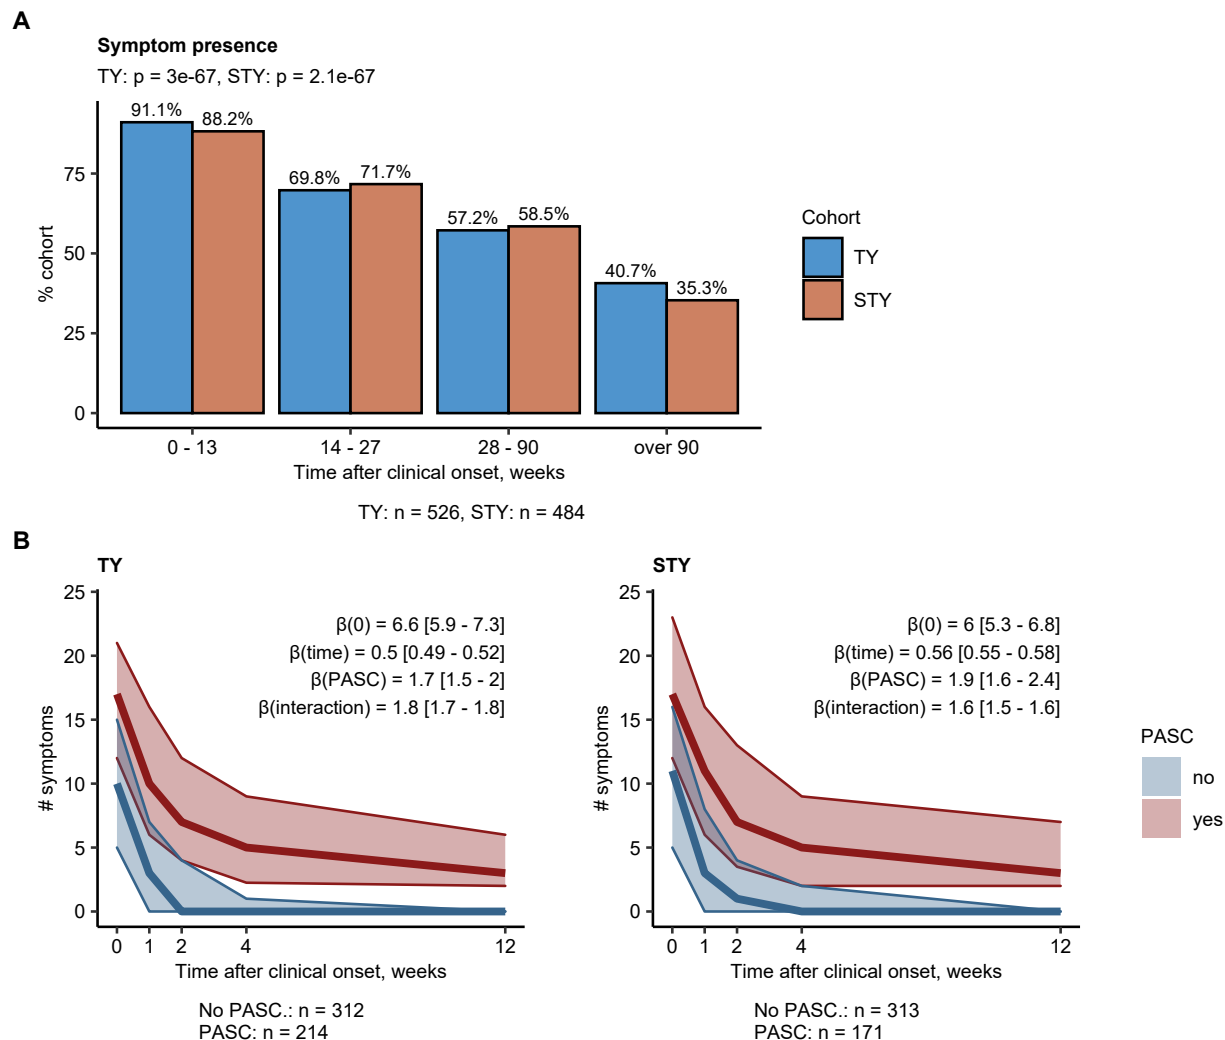 A
Symptom presence
TY: p = 3e-67, STY: p = 2.1e-67
91.1%
88.2%
69.8%
71.7%
57.2%
58.5%
40.7%
35.3%
75
50
25
0
% cohort
0 - 13
14 - 27
28 - 90
over 90
Time after clinical onset, weeks
TY: n = 526, STY: n = 484
Cohort
TY
STY
B
TY
25
20
15
10
5
0
# symptoms
β(0) = 6.6 [5.9 - 7.3]
β(time) = 0.5 [0.49 - 0.52]
β(PASC) = 1.7 [1.5 - 2]
β(interaction) = 1.8 [1.7 - 1.8]
0 1 2 4 12
Time after clinical onset, weeks
No PASC.: n = 312
PASC: n = 214
STY
25
20
15
10
5
0
# symptoms
β(0) = 6 [5.3 - 6.8]
β(time) = 0.56 [0.55 - 0.58]
β(PASC) = 1.9 [1.6 - 2.4]
β(interaction) = 1.6 [1.5 - 1.6]
0 1 2 4 12
Time after clinical onset, weeks
No PASC.: n = 313
PASC: n = 171
PASC
no
yes